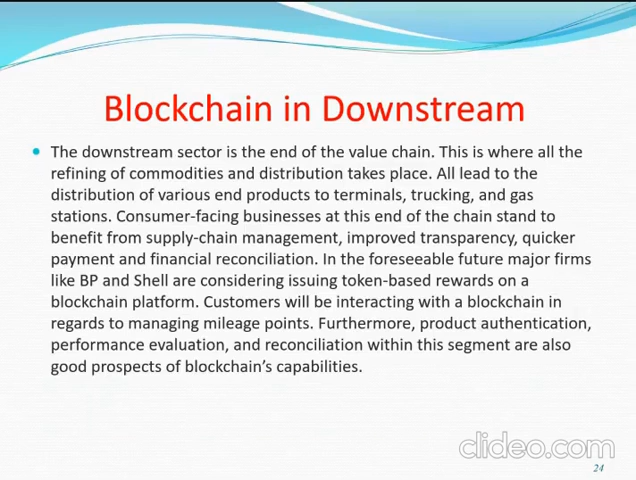 Blockchain in Downstream
• The downstream sector is the end of the value chain. This is where all the
refining of commodities and distribution takes place. All lead to the
distribution of various end products to terminals, trucking, and gas
stations. Consumer-facing businesses at this end of the chain stand to
benefit from supply-chain management, improved transparency, quicker
payment and financial reconciliation. In the foreseeable future major firms
like BP and Shell are considering issuing token-based rewards on a
blockchain platform. Customers will be interacting with a blockchain in
regards to managing mileage points. Furthermore, product authentication,
performance evaluation, and reconciliation within this segment are also
good prospects of blockchain's capabilities.
clideo.com
24